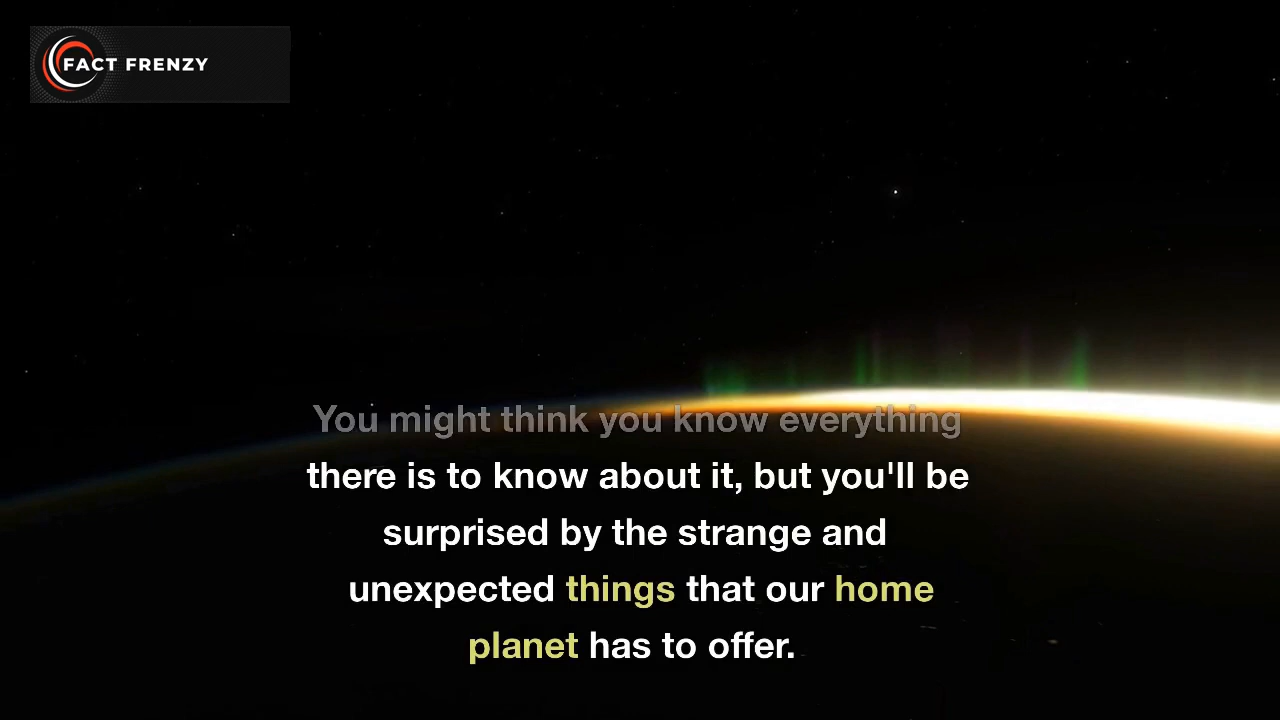 FACT FRENZY
You might think you know everything
there is to know about it, but you'll be
surprised by the strange and
unexpected things that our home
planet has to offer.